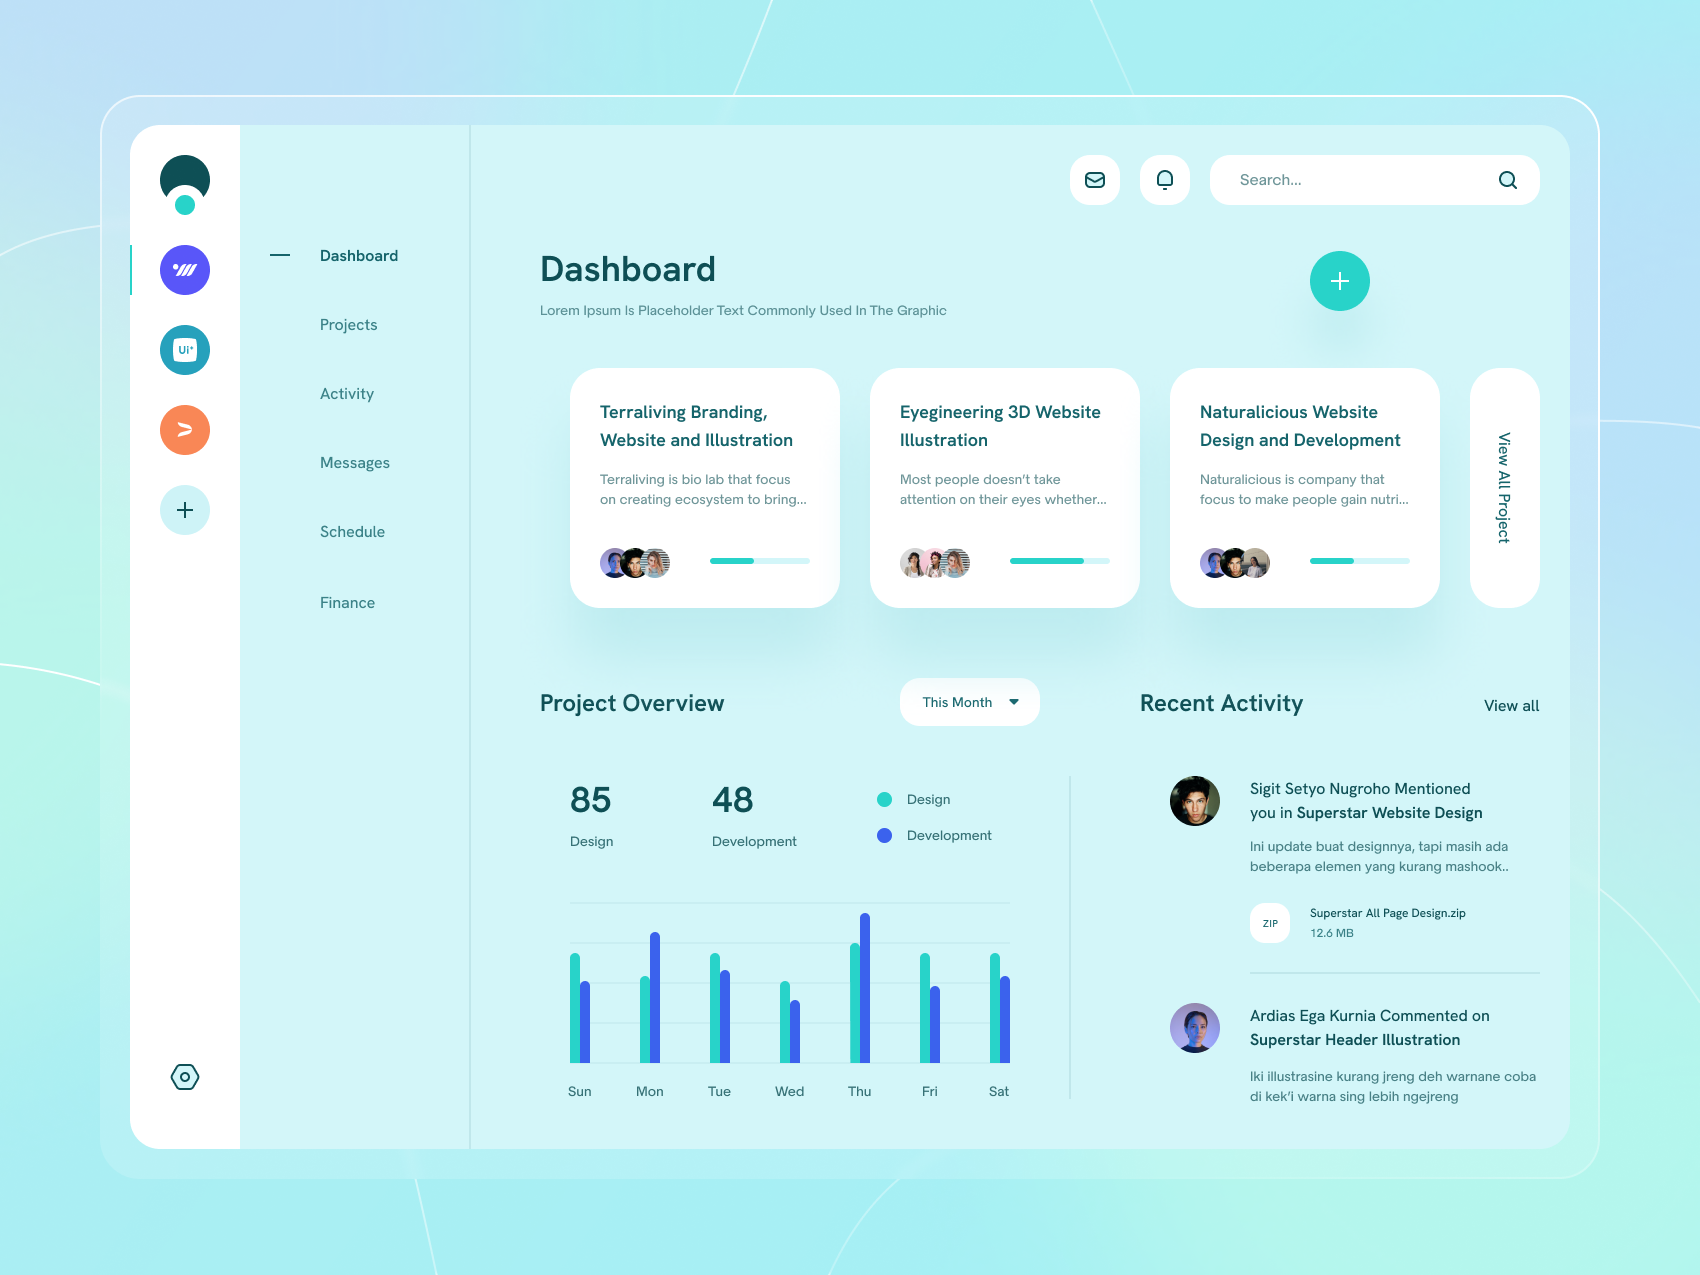 Search...
Ui*
Dashboard
Projects
Activity
Messages
Schedule
Finance
Dashboard
Lorem Ipsum Is Placeholder Text Commonly Used In The Graphic
Terraliving Branding,
Website and Illustration
Terraliving is bio lab that focus
on creating ecosystem to bring...
Eyegineering 3D Website
Illustration
Most people doesn’t take
attention on their eyes whether...
Naturalicious Website
Design and Development
Naturalicious is company that
focus to make people gain nutri...
View All Project
Project Overview
This Month
85
Design
48
Development
Design
Development
Sun
Mon
Tue
Wed
Thu
Fri
Sat
Recent Activity
View all
Sigit Setyo Nugroho Mentioned
you in Superstar Website Design
Ini update buat designnya, tapi masih ada
beberapa elemen yang kurang mashook..
ZIP
Superstar All Page Design.zip
12.6 MB
Ardias Ega Kurnia Commented on
Superstar Header Illustration
Iki illustrasine kurang jreng deh warnane coba
di kek’i warna sing lebih ngejreng